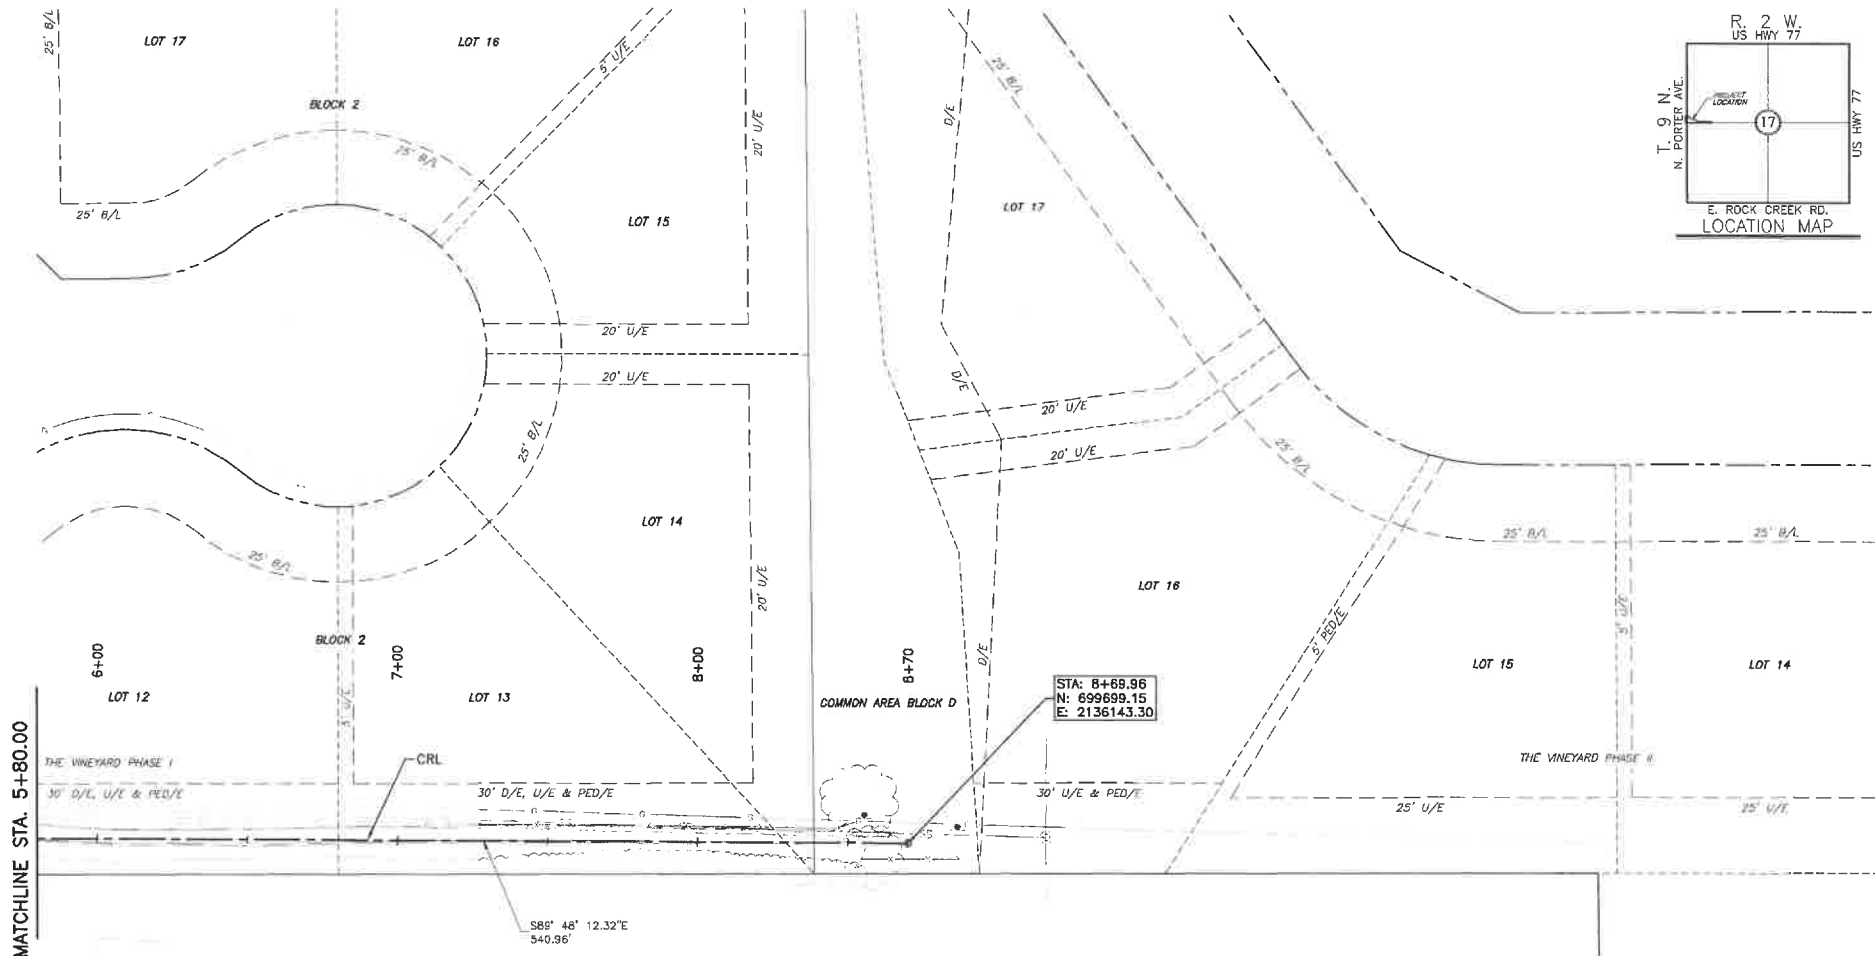 25' B/L
LOT 17
LOT 16
5' U/E
BLOCK 2
25' B/L
25' B/L
20' U/E
LOT 15
20' U/E
20' U/E
25' B/L
LOT 14
20' U/E
25' B/L
BLOCK 2
6+00
7+00
8+00
8+70
LOT 12
LOT 13
5' U/E
THE VINEYARD PHASE I
30' D/E, U/E & PED/E
CRL
30' D/E, U/E & PED/E
S89° 48' 12.32"E
540.96'
MATCHLINE STA. 5+80.00
COMMON AREA BLOCK D
D/E
D/E
D/E
25' B/L
LOT 17
20' U/E
20' U/E
25' B/L
LOT 16
STA: 8+69.96
N: 699699.15
E: 2136143.30
30' U/E & PED/E
5' PED/E
25' B/L
25' B/L
5' U/E
LOT 15
LOT 14
THE VINEYARD PHASE II
25' U/E
25' U/E
R. 2 W.
US HWY 77
T. 9 N.
N. PORTER AVE.
PROJECT
LOCATION
17
US HWY 77
E. ROCK CREEK RD.
LOCATION MAP